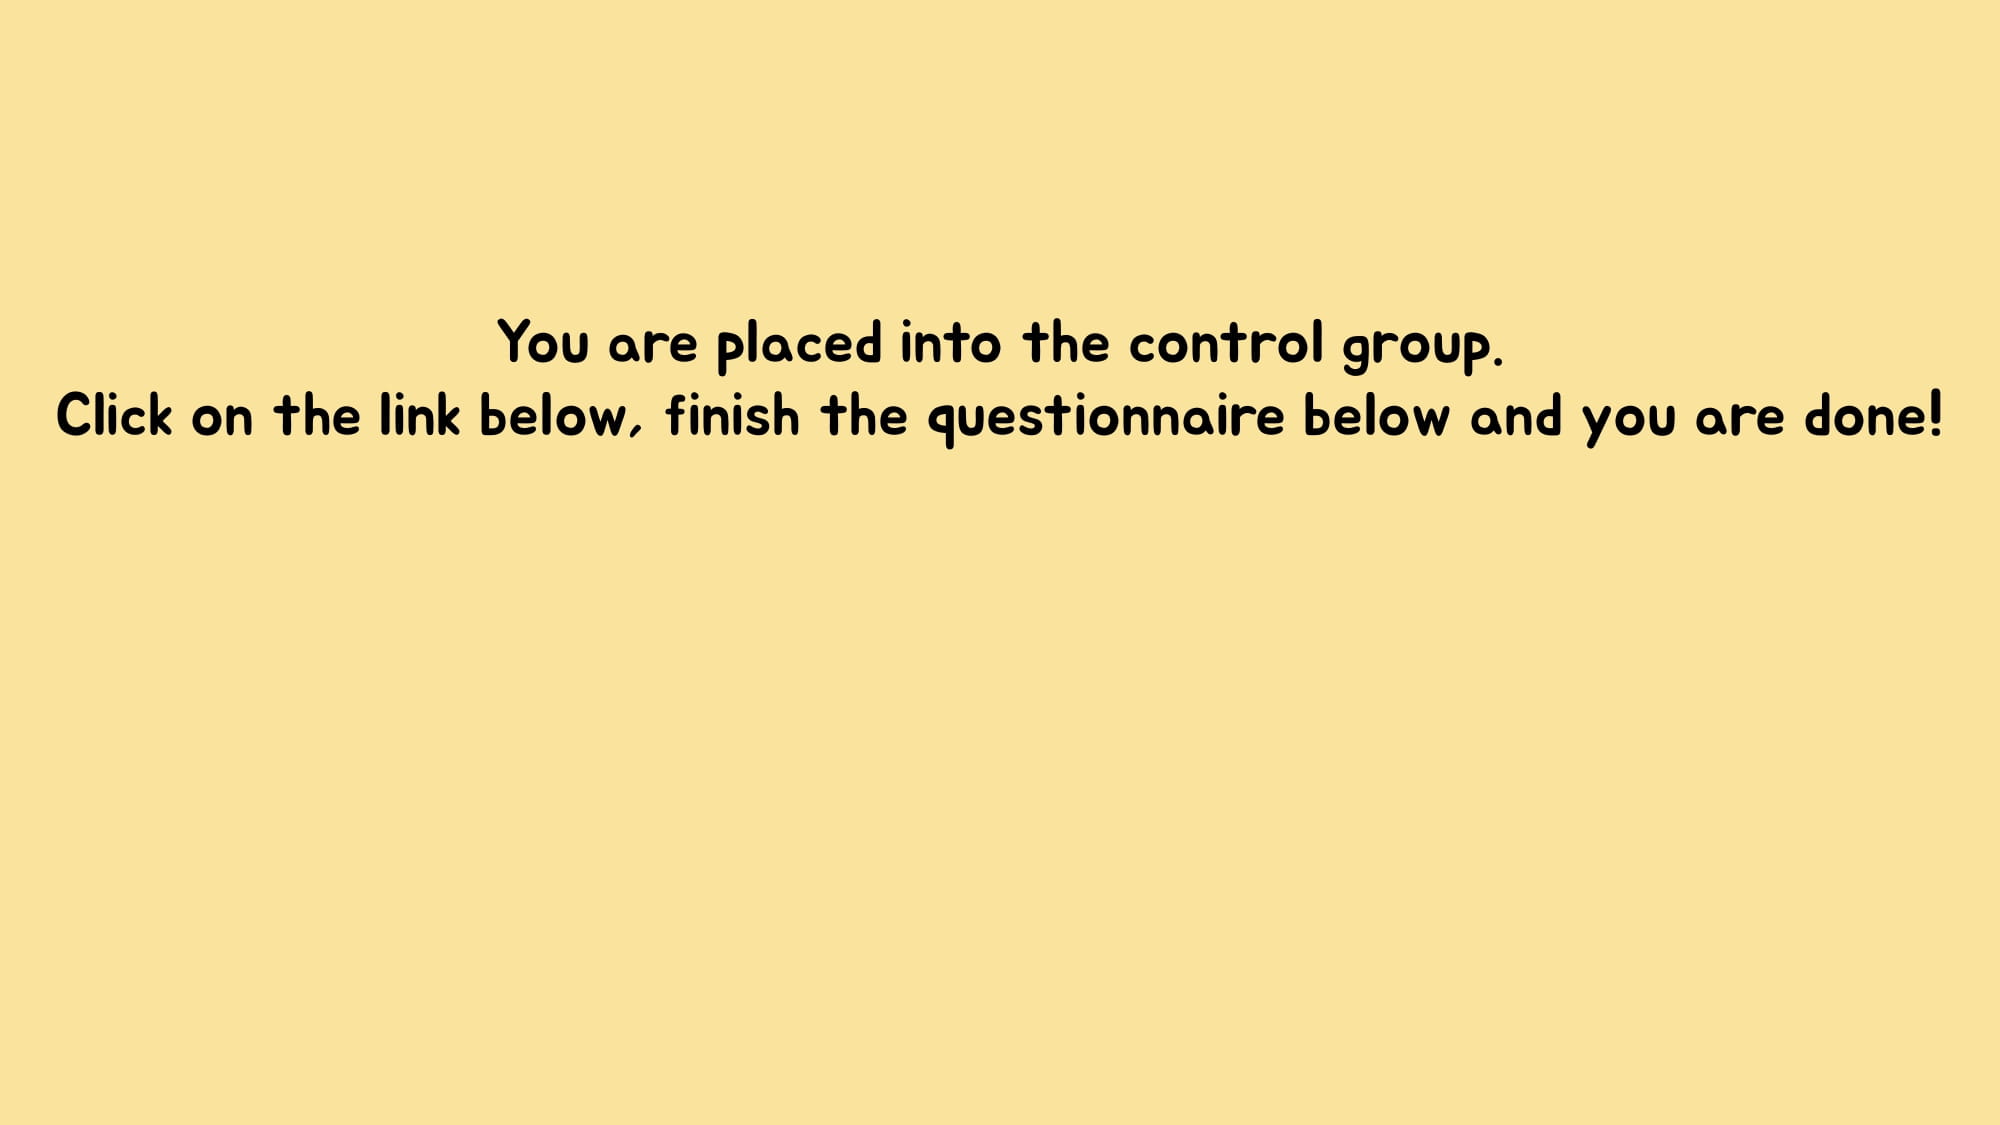 You are placed into the control group.
Click on the link below, finish the questionnaire below and you are done!